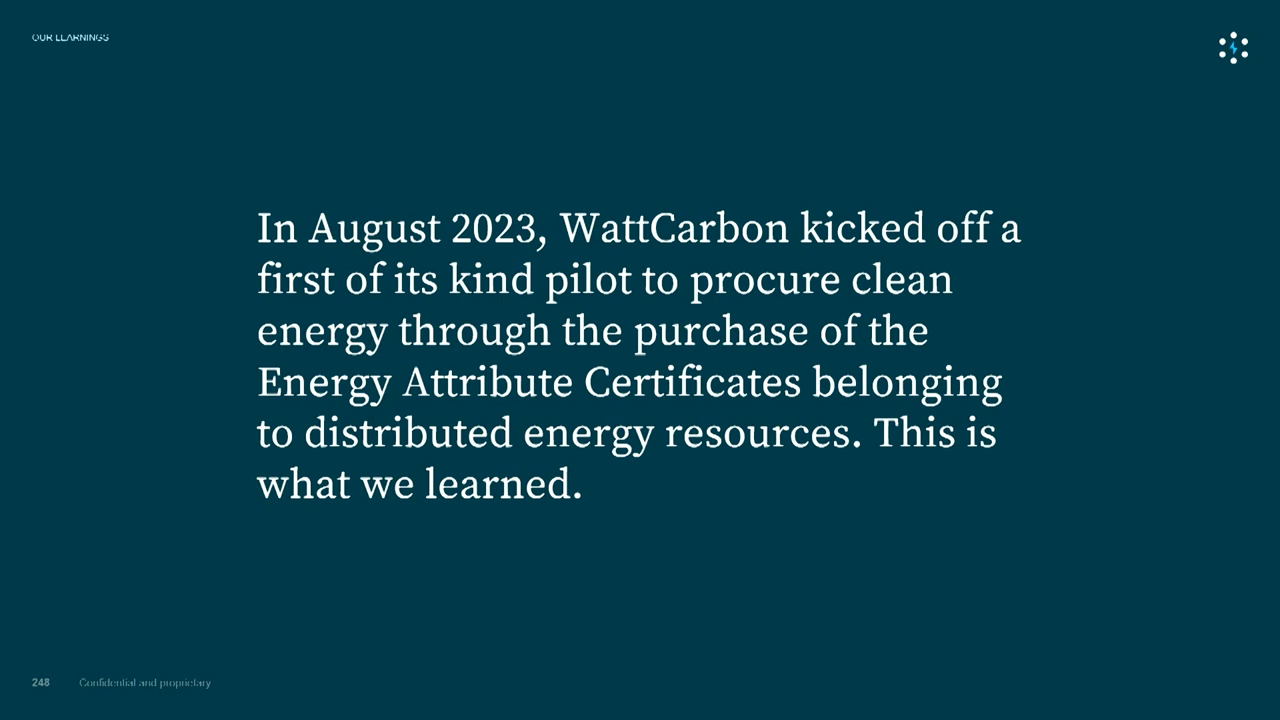 OUR LEARNINGS
In August 2023, WattCarbon kicked off a
first of its kind pilot to procure clean
energy through the purchase of the
Energy Attribute Certificates belonging
to distributed energy resources. This is
what we learned.
248 Confidential and proprietary